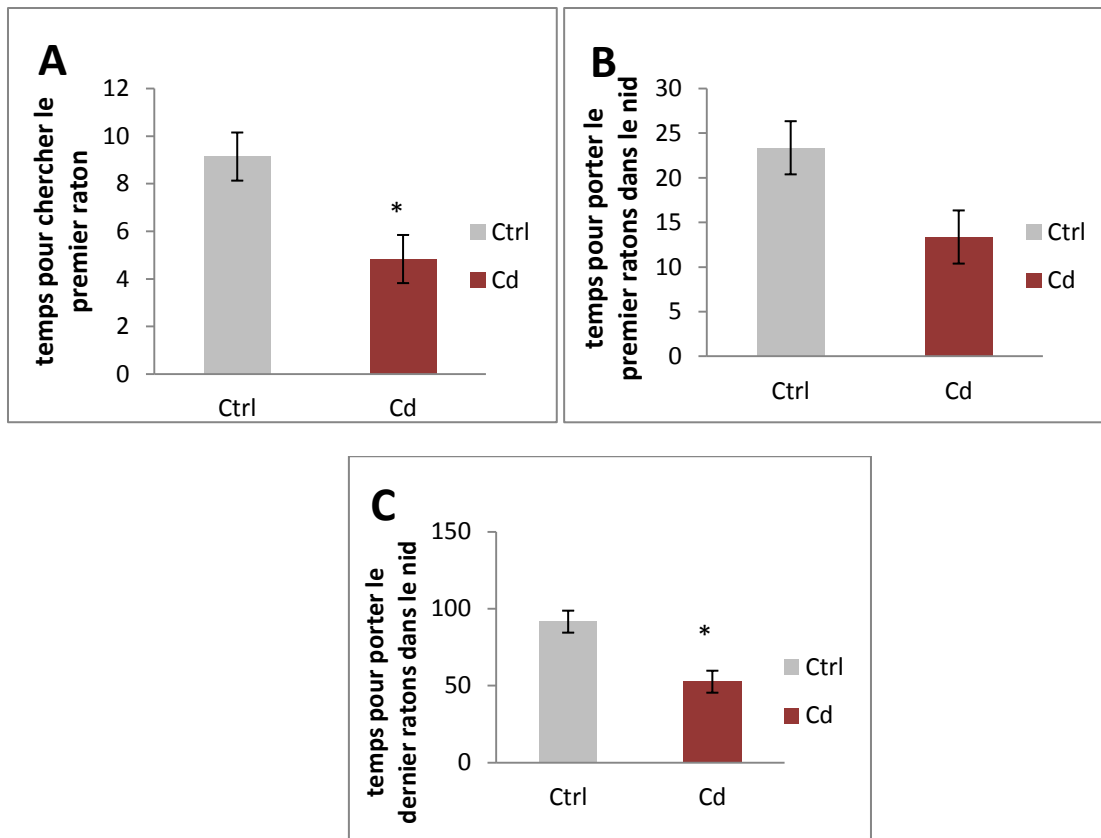 A
temps pour chercher le
premier raton
12
10
8
6
4
2
0
*
Ctrl
Cd
Ctrl
Cd
B
temps pour porter le
premier ratons dans le nid
30
25
20
15
10
5
0
Ctrl
Cd
Ctrl
Cd
C
temps pour porter le
dernier ratons dans le nid
150
100
50
0
*
Ctrl
Cd
Ctrl
Cd